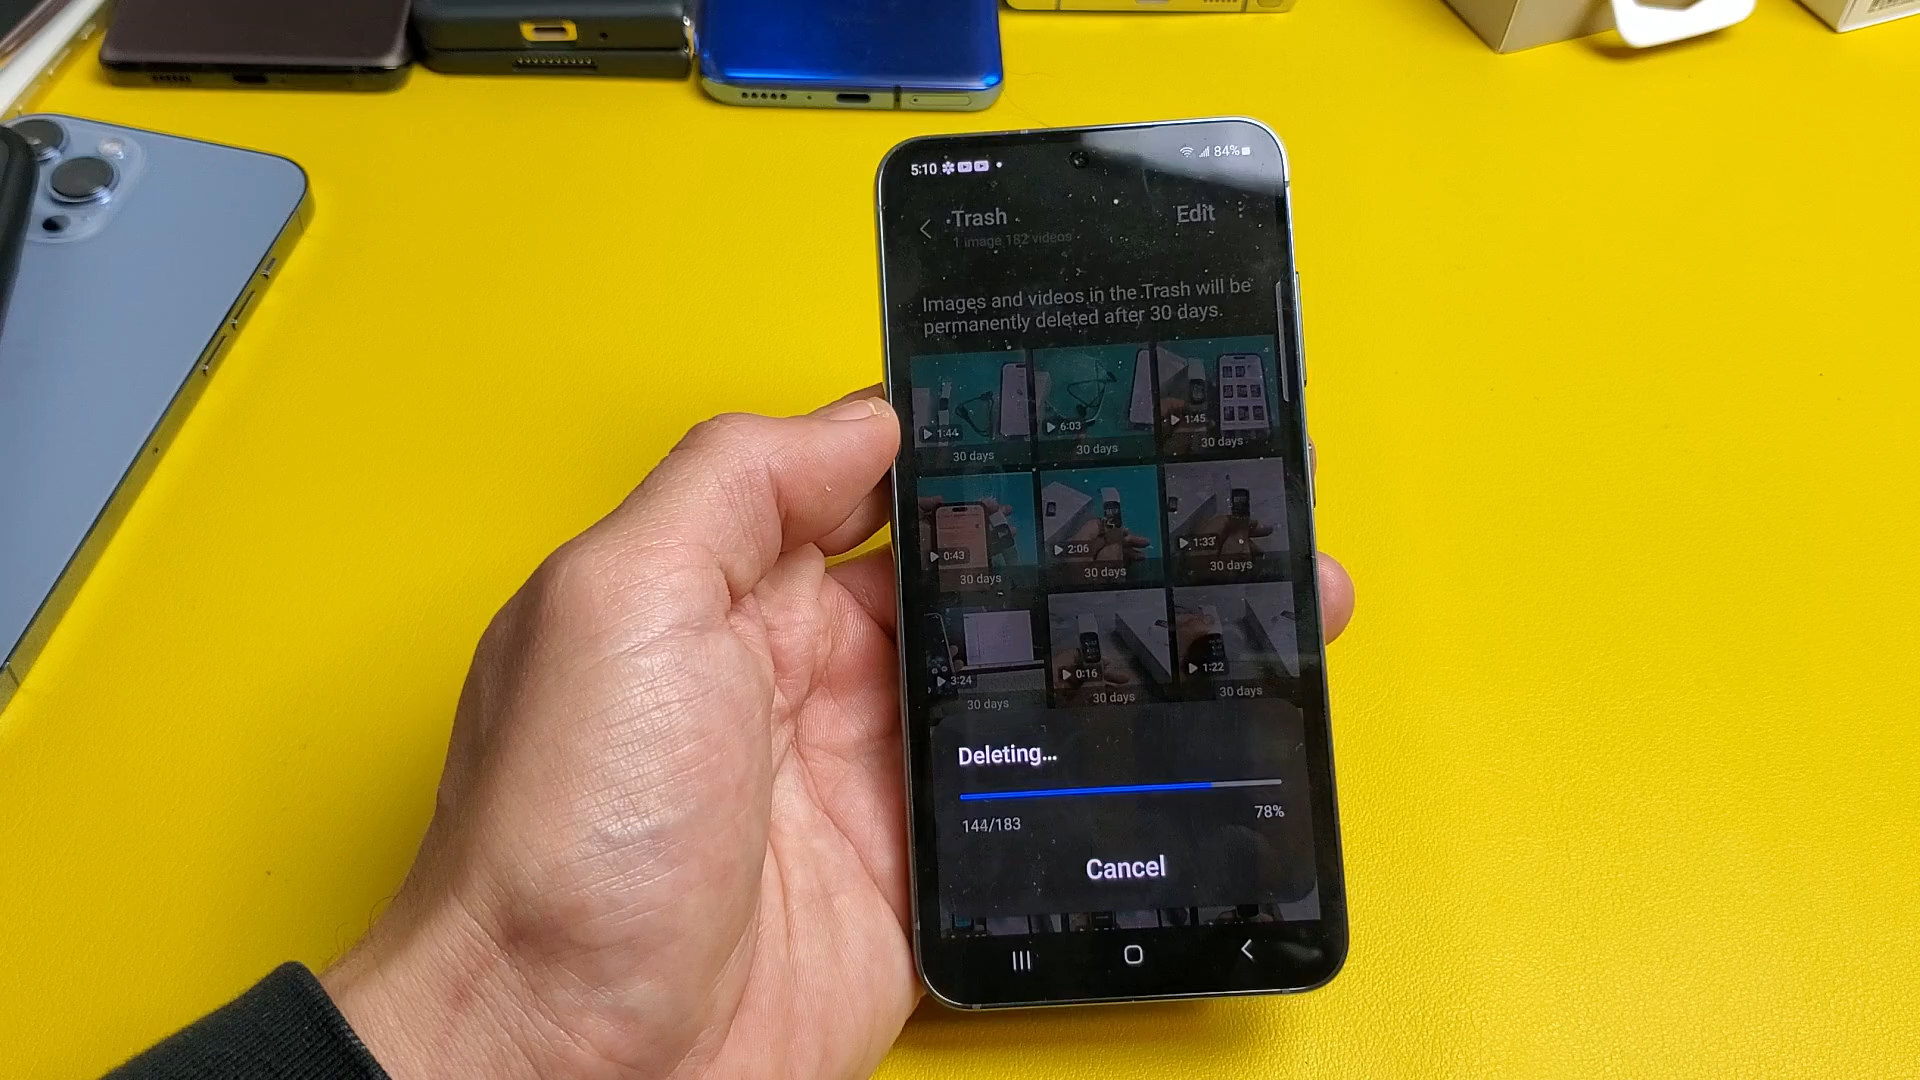 5:10
84%
Trash
Edit
1 image 182 videos
Images and videos in the Trash will be
permanently deleted after 30 days.
1:44
6:03
1:45
30 days
30 days
30 days
0:43
2:06
1:33
30 days
30 days
30 days
3:24
0:16
1:22
30 days
30 days
30 days
Deleting...
144/183
78%
Cancel